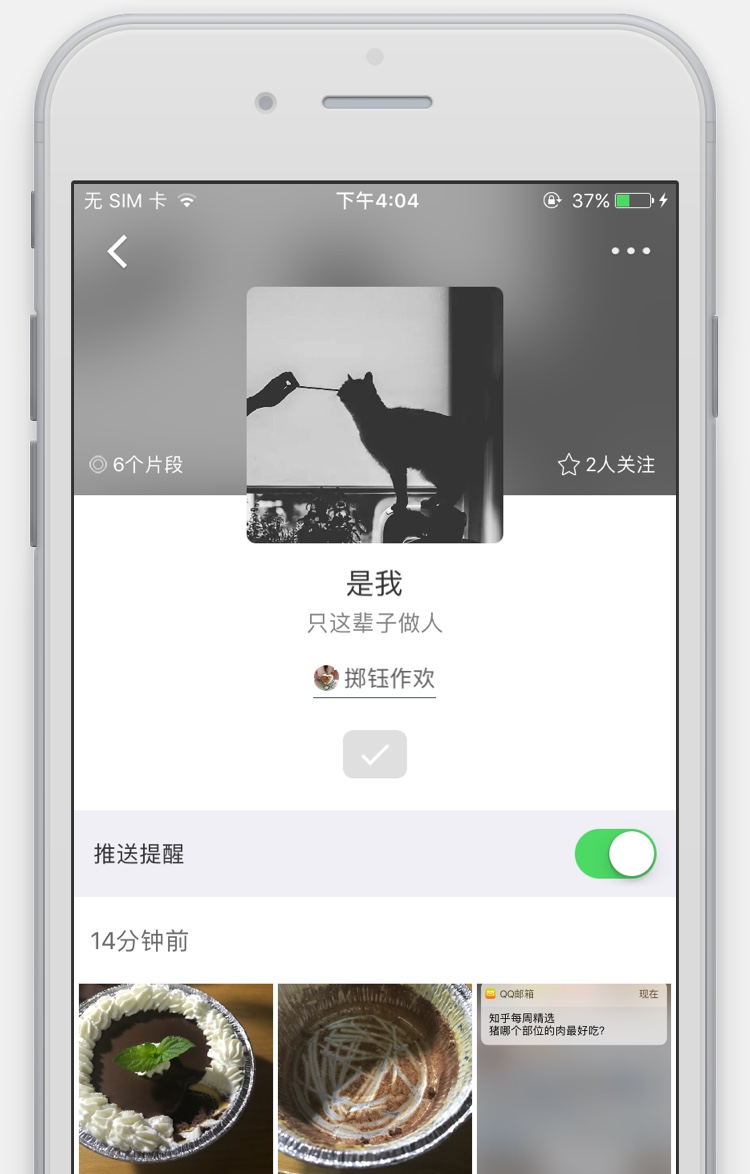 无 SIM 卡
下午4:04
37%
6个片段
2人关注
是我
只这辈子做人
掷钰作欢
推送提醒
14分钟前
QQ邮箱
现在
知乎每周精选
猪哪个部位的肉最好吃?